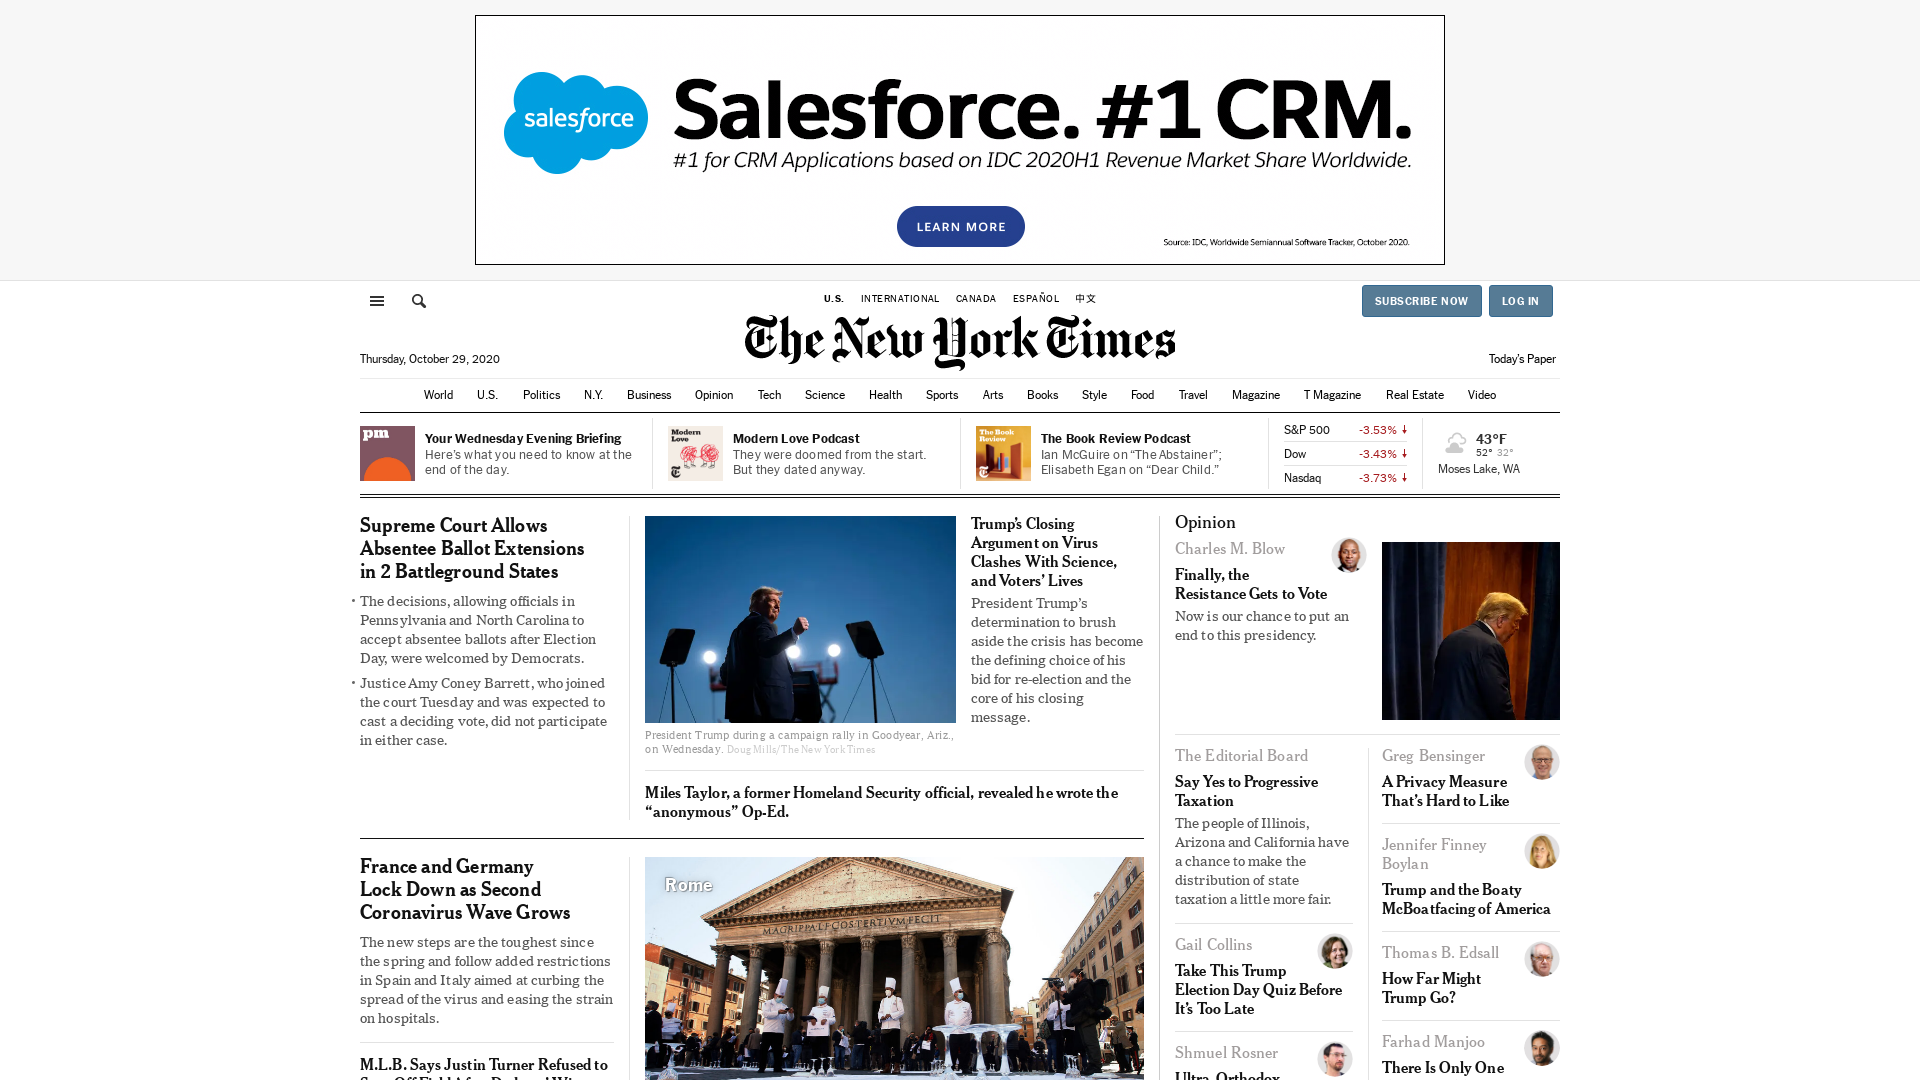 salesforce
Salesforce. #1 CRM.
#1 for CRM Applications based on IDC 2020H1 Revenue Market Share Worldwide.
LEARN MORE
Source: IDC, Worldwide Semiannual Software Tracker, October 2020.
U.S. INTERNATIONAL CANADA ESPAÑOL 中文
SUBSCRIBE NOW LOG IN
The New York Times
Thursday, October 29, 2020
Today's Paper
World U.S. Politics N.Y. Business Opinion Tech Science Health Sports Arts Books Style Food Travel Magazine T Magazine Real Estate Video
pm
Your Wednesday Evening Briefing
Here's what you need to know at the
end of the day.
Modern
Love
Modern Love Podcast
They were doomed from the start.
But they dated anyway.
The Book
Review
The Book Review Podcast
Ian McGuire on “The Abstainer”;
Elisabeth Egan on “Dear Child.”
S&P 500 -3.53%
Dow -3.43%
Nasdaq -3.73%
43°F
52° 32°
Moses Lake, WA
Supreme Court Allows
Absentee Ballot Extensions
in 2 Battleground States
• The decisions, allowing officials in
Pennsylvania and North Carolina to
accept absentee ballots after Election
Day, were welcomed by Democrats.
• Justice Amy Coney Barrett, who joined
the court Tuesday and was expected to
cast a deciding vote, did not participate
in either case.
President Trump during a campaign rally in Goodyear, Ariz.,
on Wednesday. Doug Mills/The New York Times
Trump's Closing
Argument on Virus
Clashes With Science,
and Voters' Lives
President Trump's
determination to brush
aside the crisis has become
the defining choice of his
bid for re-election and the
core of his closing
message.
Miles Taylor, a former Homeland Security official, revealed he wrote the
“anonymous” Op-Ed.
France and Germany
Lock Down as Second
Coronavirus Wave Grows
The new steps are the toughest since
the spring and follow added restrictions
in Spain and Italy aimed at curbing the
spread of the virus and easing the strain
on hospitals.
M.L.B. Says Justin Turner Refused to
Rome
Opinion
Charles M. Blow
Finally, the
Resistance Gets to Vote
Now is our chance to put an
end to this presidency.
The Editorial Board
Say Yes to Progressive
Taxation
The people of Illinois,
Arizona and California have
a chance to make the
distribution of state
taxation a little more fair.
Gail Collins
Take This Trump
Election Day Quiz Before
It's Too Late
Shmuel Rosner
Ultra-Orthodox
Greg Bensinger
A Privacy Measure
That's Hard to Like
Jennifer Finney
Boylan
Trump and the Boaty
McBoatfacing of America
Thomas B. Edsall
How Far Might
Trump Go?
Farhad Manjoo
There Is Only One